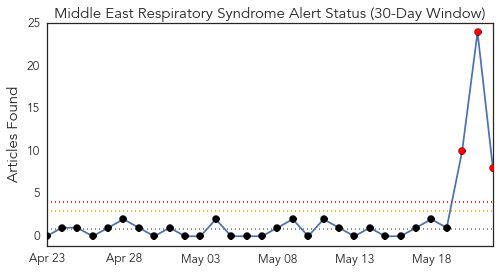 Middle East Respiratory Syndrome Alert Status (30-Day Window)
Articles Found
25
20
15
10
5
0
Apr 23 Apr 28 May 03 May 08 May 13 May 18